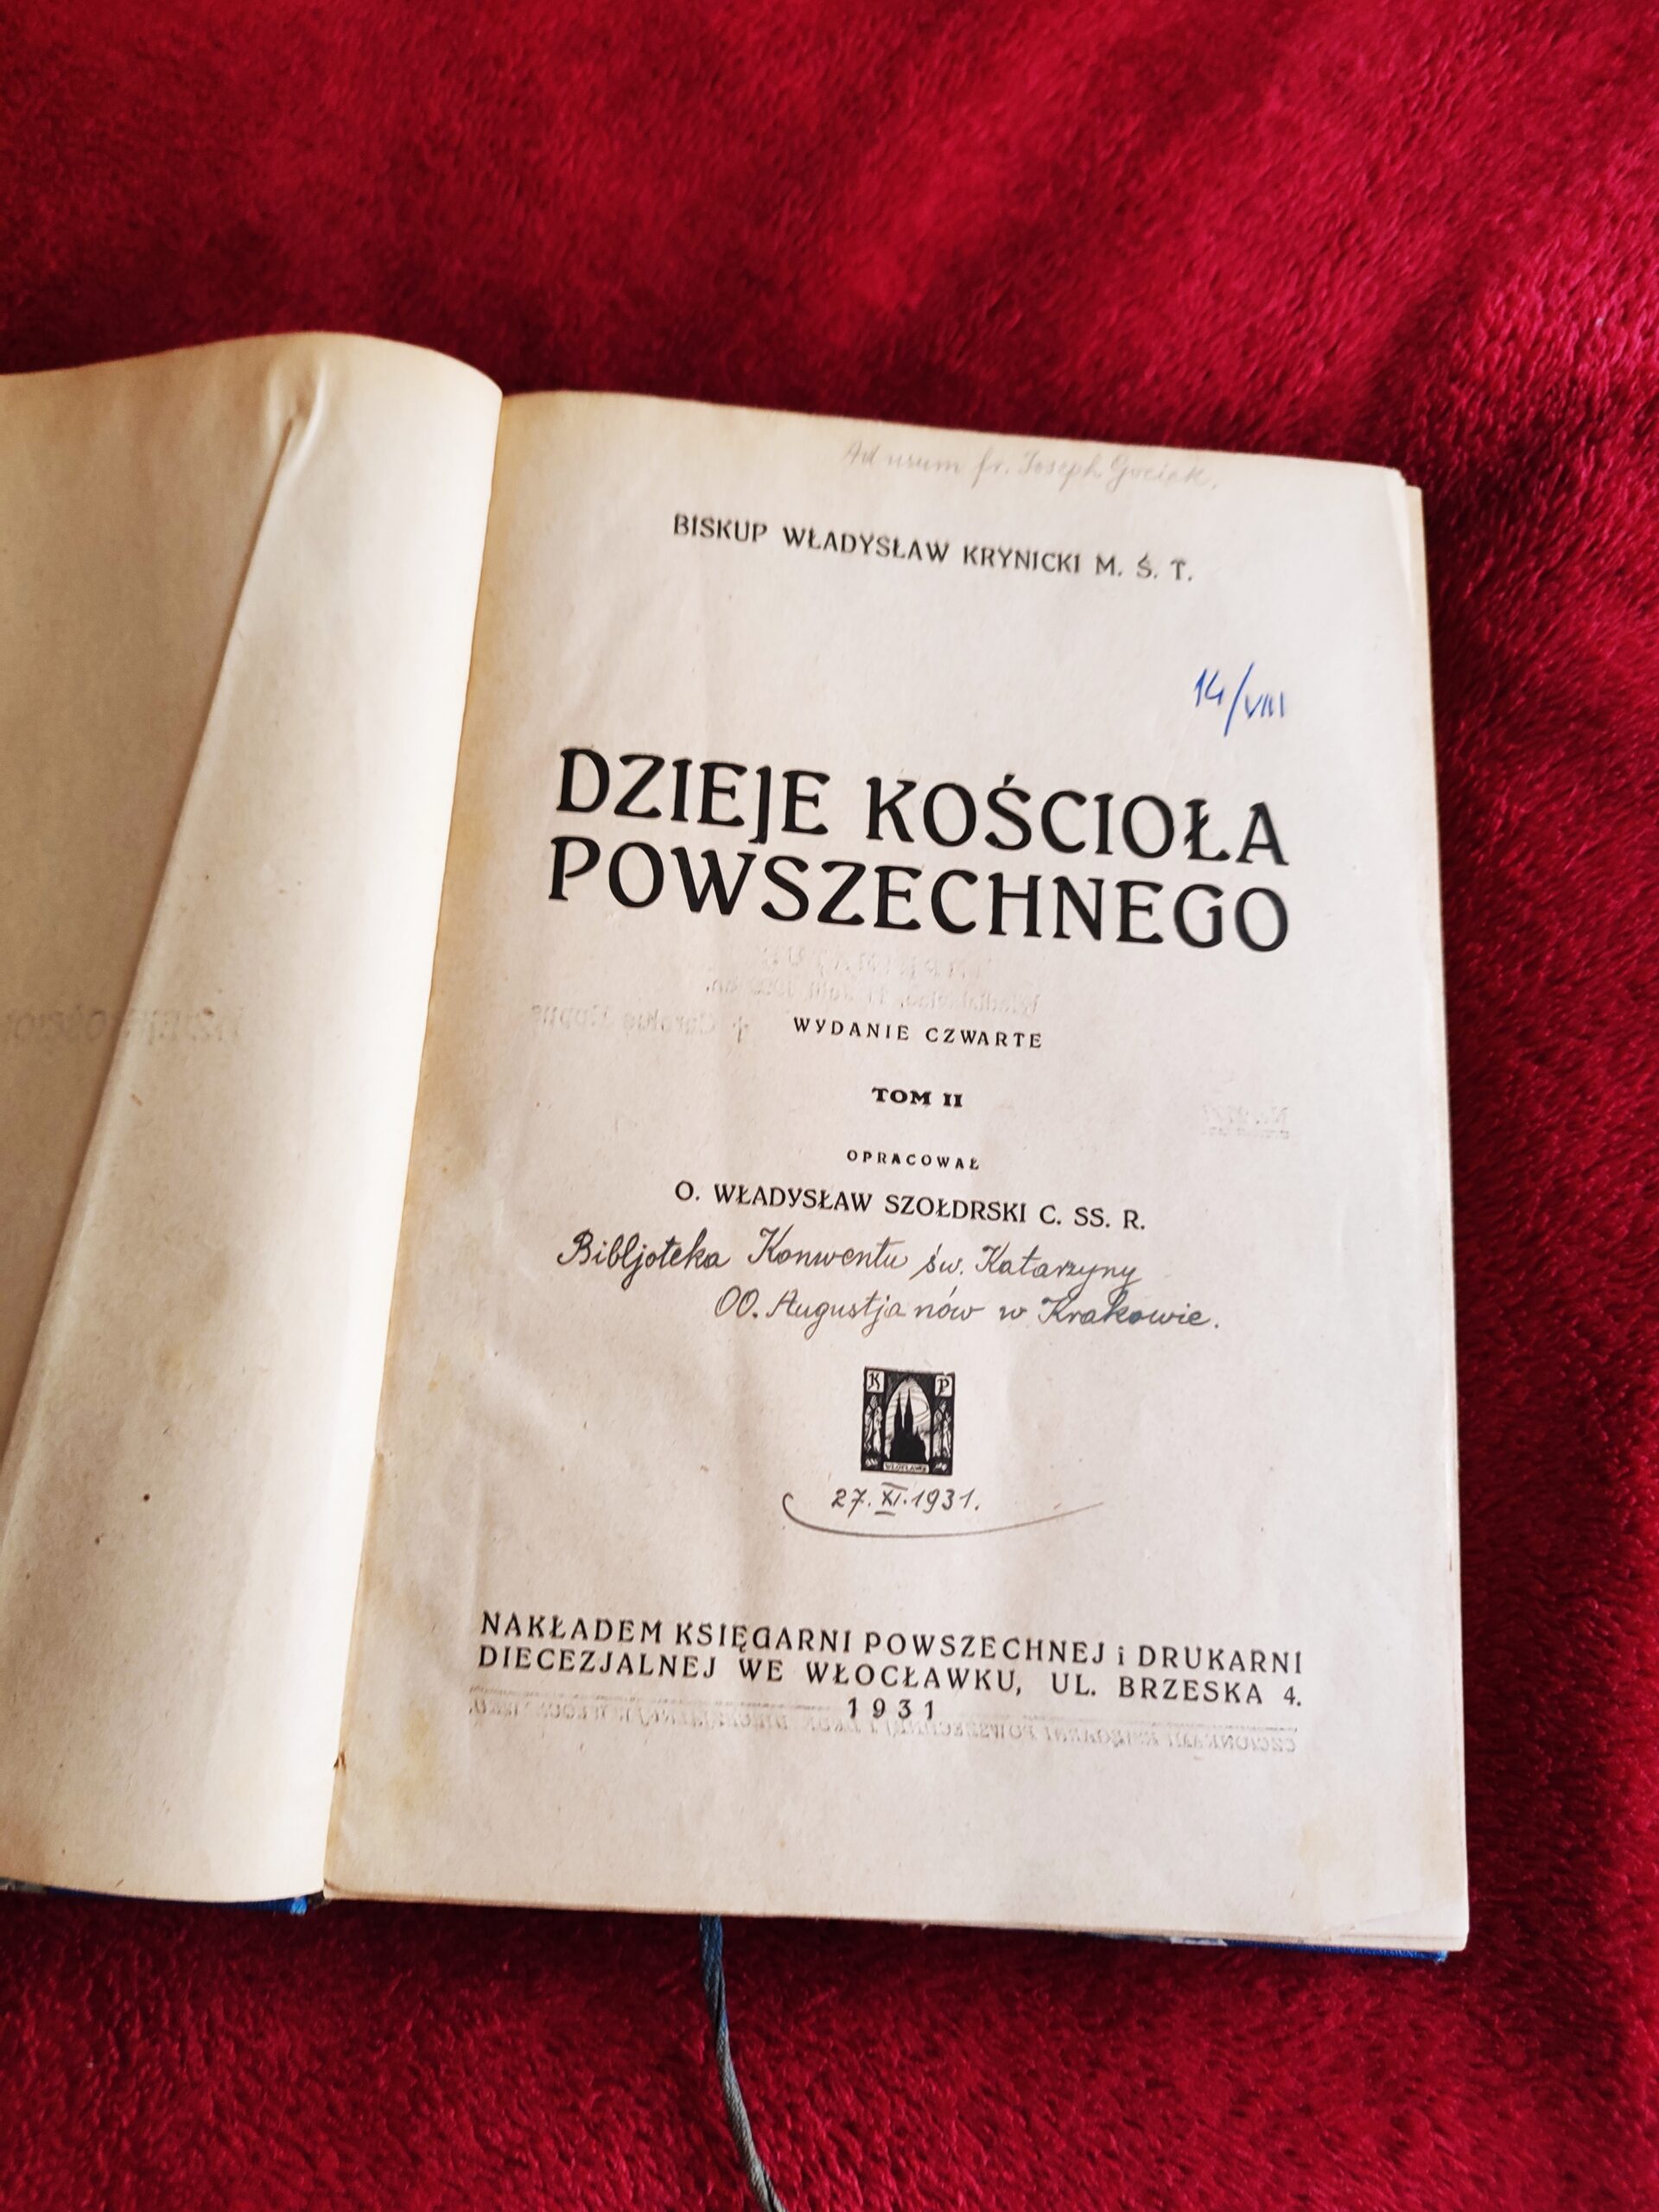 Ad usum fr. Joseph
BISKUP WŁADYSŁAW KRYNICKI M. Ś. T.
14/VIII
DZIEJE KOŚCIOŁA
POWSZECHNEGO
WYDANIE CZWARTE
TOM II
OPRACOWAŁ
O. WŁADYSŁAW SZOŁDRSKI C. SS. R.
Bibljoteka Konwentu św. Katarzyny
OO. Augustjanów w Krakowie.
K P
27.XI.1931.
NAKŁADEM KSIĘGARNI POWSZECHNEJ i DRUKARNI
DIECEZJALNEJ WE WŁOCŁAWKU, UL. BRZESKA 4.
1931